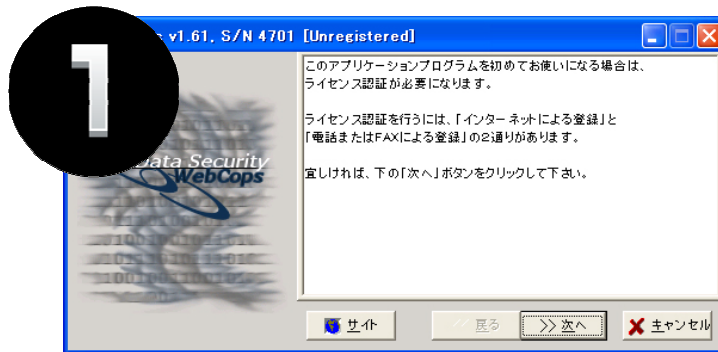 1
v1.61, S/N 4701 [Unregistered]
このアプリケーションプログラムを初めてお使いになる場合は、
ライセンス認証が必要になります。
ライセンス認証を行うには、「インターネットによる登録」と
「電話またはFAXによる登録」の2通りがあります。
宜しければ、下の「次へ」ボタンをクリックして下さい。
Data Security
WebCops
サイト
戻る
>> 次へ
キャンセル